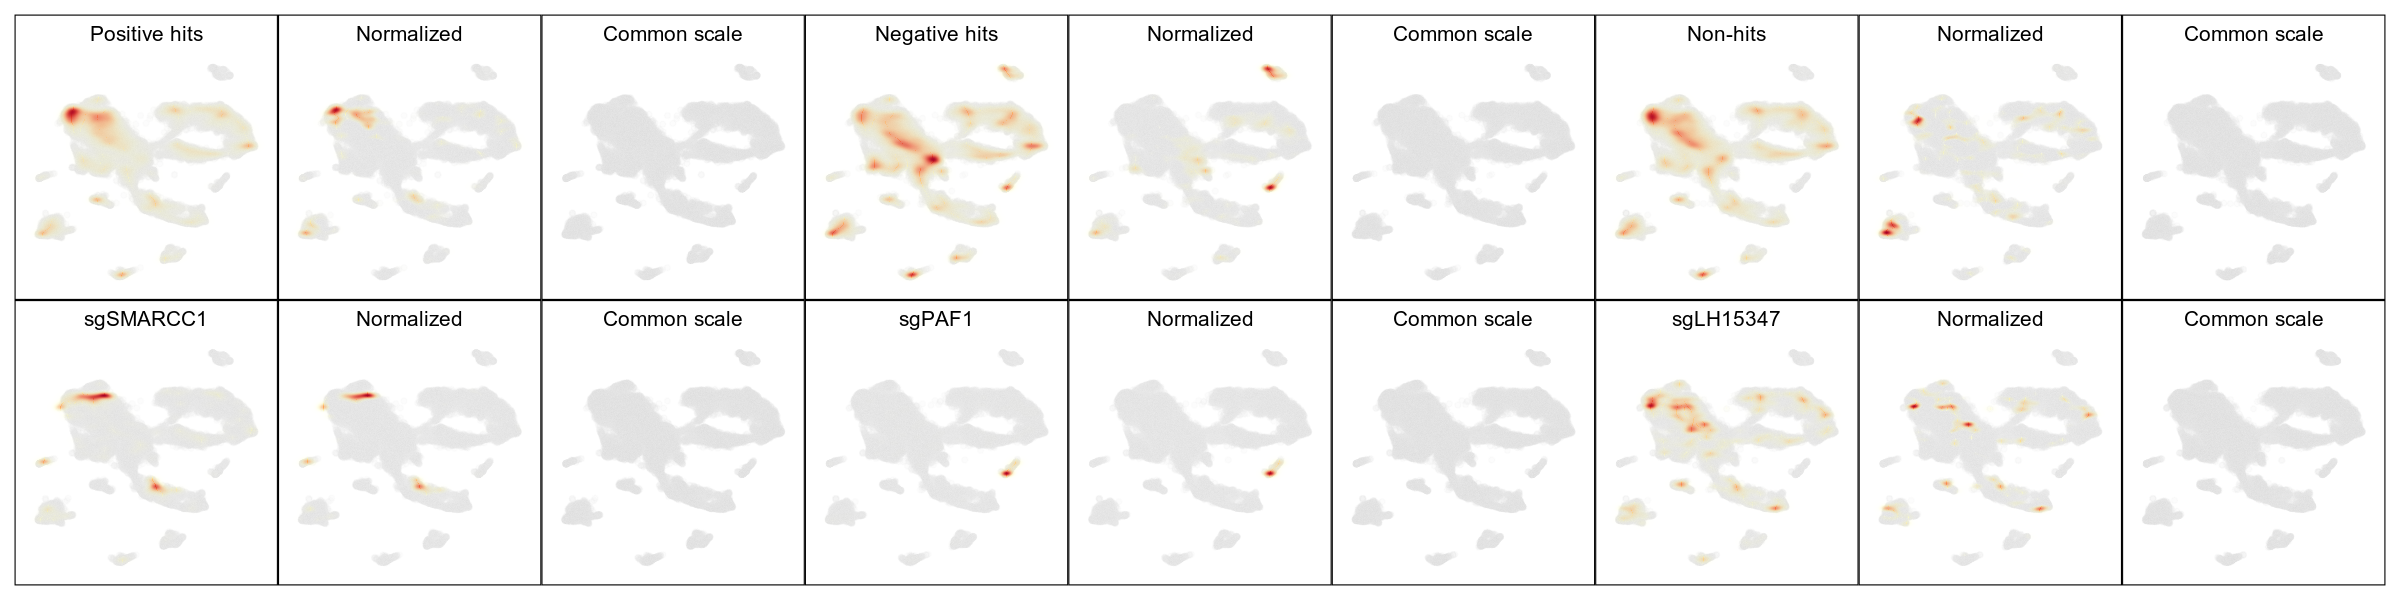 Positive hits
Normalized
Common scale
Negative hits
Normalized
Common scale
Non-hits
Normalized
Common scale
sgSMARCC1
Normalized
Common scale
sgPAF1
Normalized
Common scale
sgLH15347
Normalized
Common scale